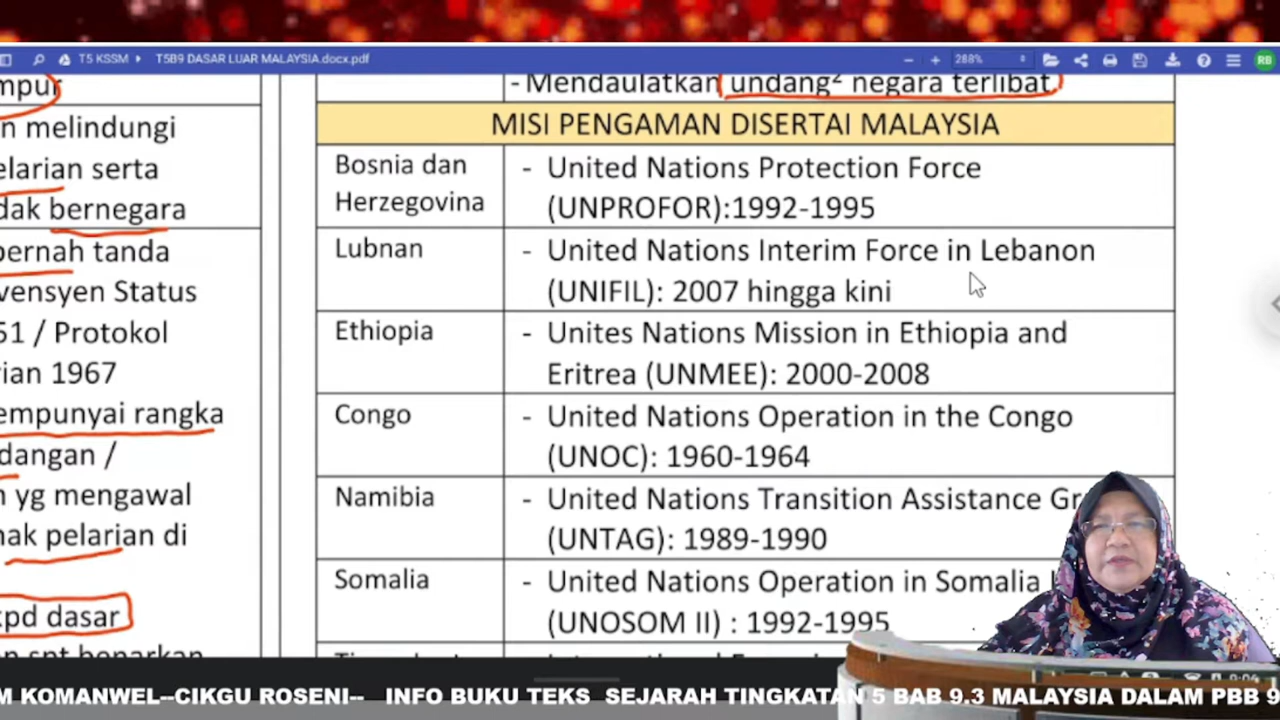 T5 KSSM
T5B9 DASAR LUAR MALAYSIA.docx.pdf
288%
RB
n melindungi
elarian serta
dak bernegara
pernah tanda
vensyen Status
51 / Protokol
rian 1967
empunyai rangka
dangan /
n yg mengawal
nak pelarian di
kpd dasar
- Mendaulatkan undang² negara terlibat.
MISI PENGAMAN DISERTAI MALAYSIA
Bosnia dan
Herzegovina
- United Nations Protection Force
(UNPROFOR):1992-1995
Lubnan
- United Nations Interim Force in Lebanon
(UNIFIL): 2007 hingga kini
Ethiopia
- Unites Nations Mission in Ethiopia and
Eritrea (UNMEE): 2000-2008
Congo
- United Nations Operation in the Congo
(UNOC): 1960-1964
Namibia
- United Nations Transition Assistance Gr
(UNTAG): 1989-1990
Somalia
- United Nations Operation in Somalia
(UNOSOM II) : 1992-1995
M KOMANWEL--CIKGU ROSENI-- INFO BUKU TEKS SEJARAH TINGKATAN 5 BAB 9.3 MALAYSIA DALAM PBB 9